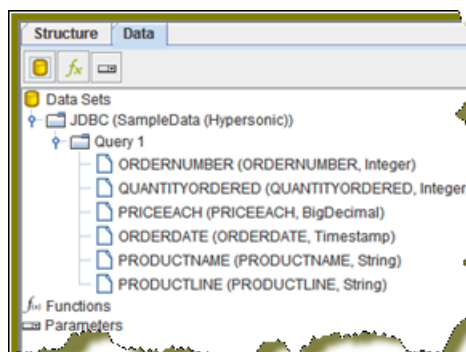 Structure Data
fx
Data Sets
JDBC (SampleData (Hypersonic))
Query 1
ORDERNUMBER (ORDERNUMBER, Integer)
QUANTITYORDERED (QUANTITYORDERED, Integer
PRICEEACH (PRICEEACH, BigDecimal)
ORDERDATE (ORDERDATE, Timestamp)
PRODUCTNAME (PRODUCTNAME, String)
PRODUCTLINE (PRODUCTLINE, String)
Functions
Parameters